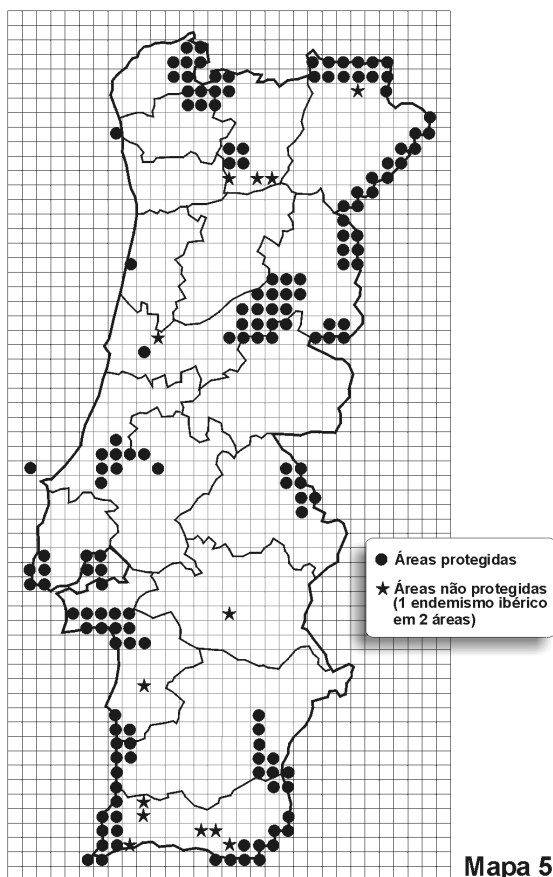 Áreas protegidas
Áreas não protegidas
(1 endemismo ibérico
em 2 áreas)
Mapa 5